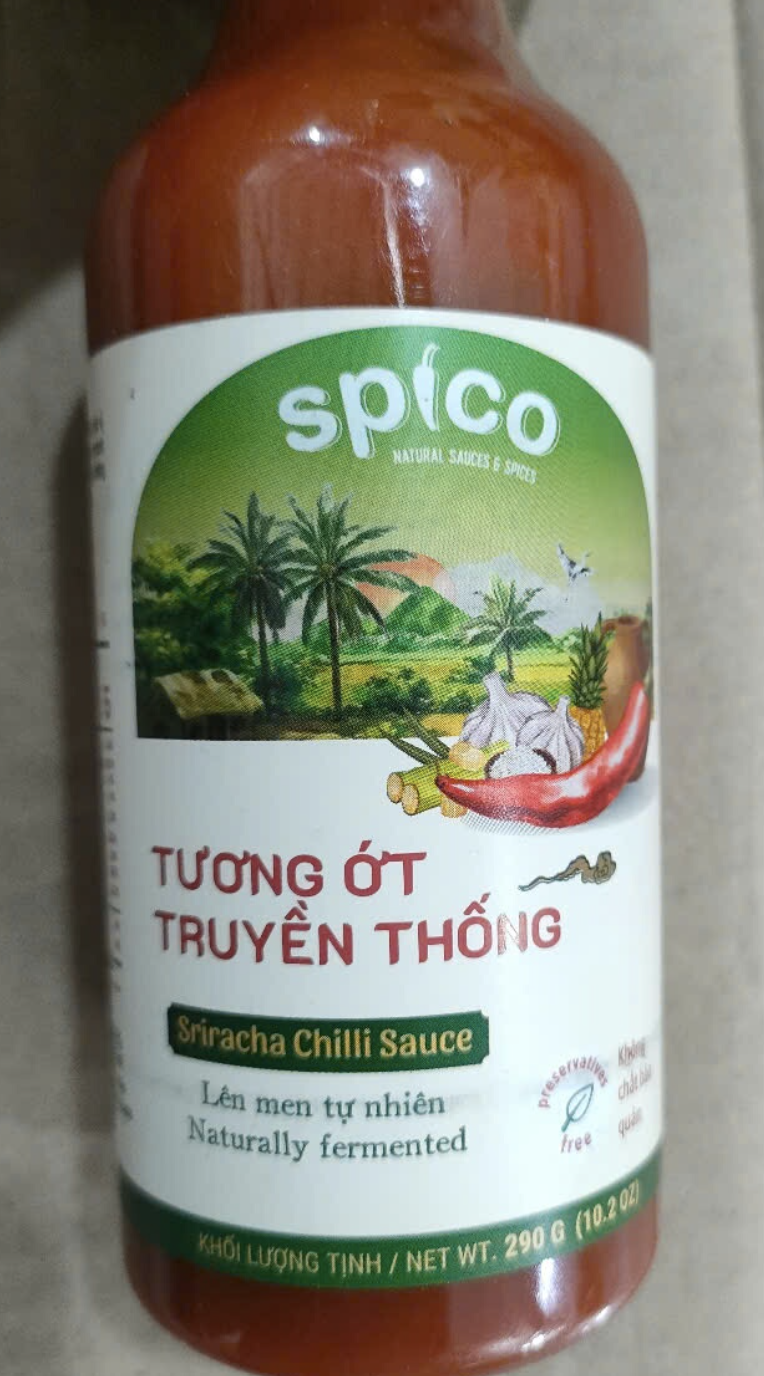 spico
NATURAL SAUCES & SPICES
TƯƠNG ỚT
TRUYỀN THỐNG
Sriracha Chilli Sauce
Lên men tự nhiên
Naturally fermented
preservatives
free
Không
chất bảo
quản
KHỐI LƯỢNG TỊNH / NET WT. 290 G (10.2 OZ)